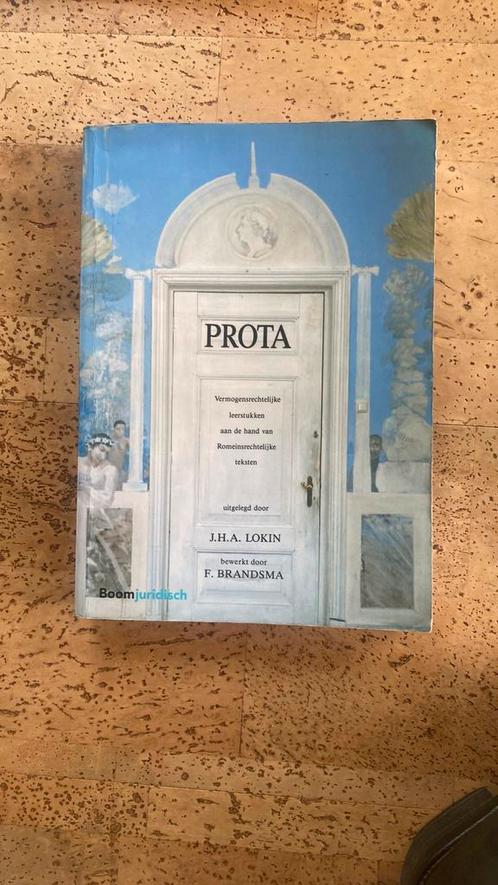 PROTA
Vermogensrechtelijke
leerstukken
aan de hand van
Romeinsrechtelijke
teksten
uitgelegd door
J.H.A. LOKIN
bewerkt door
F. BRANDSMA
Boomjuridisch